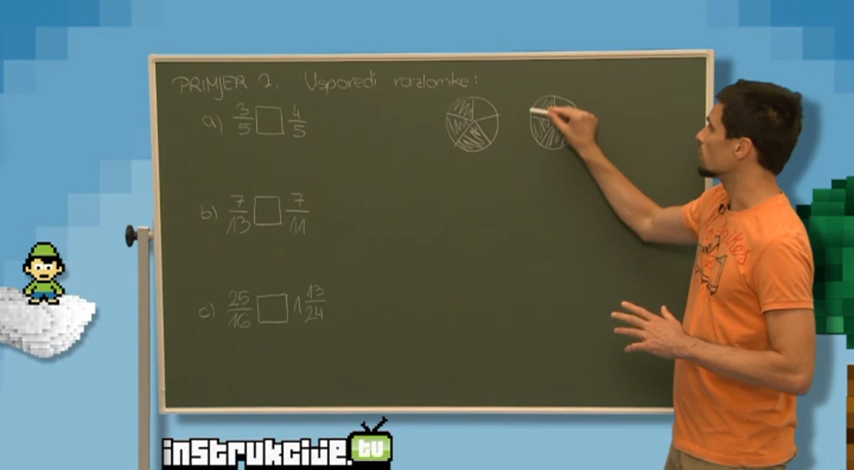 PRIMJER 2. Usporedi razlomke:
a) 3/5 □ 4/5
b) 7/13 □ 7/11
c) 25/16 □ 1 13/24
instrukcije.tv